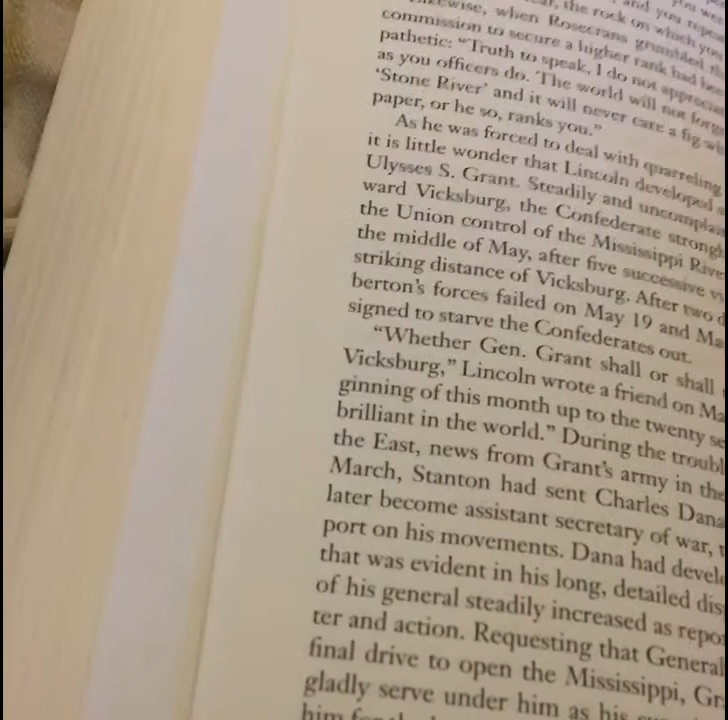 the rock on which you
when Rosecrans grumbled
commission to secure a higher rank had
pathetic: “Truth to speak, I do not
as you officers do. The world will not
‘Stone River’ and it will never care a fig
paper, or he so, ranks you.”
As he was forced to deal with quarreling
it is little wonder that Lincoln developed
Ulysses S. Grant. Steadily and
ward Vicksburg, the Confederate
the Union control of the Mississippi
the middle of May, after five successive
striking distance of Vicksburg. After two
berton’s forces failed on May 19 and Ma
signed to starve the Confederates out.
“Whether Gen. Grant shall or shall
Vicksburg,” Lincoln wrote a friend on Ma
ginning of this month up to the twenty se
brilliant in the world.” During the troubl
the East, news from Grant’s army in the
March, Stanton had sent Charles Dana
later become assistant secretary of war,
port on his movements. Dana had devel
that was evident in his long, detailed dis
of his general steadily increased as repo
ter and action. Requesting that General
final drive to open the Mississippi, Gr
gladly serve under him as his
him for